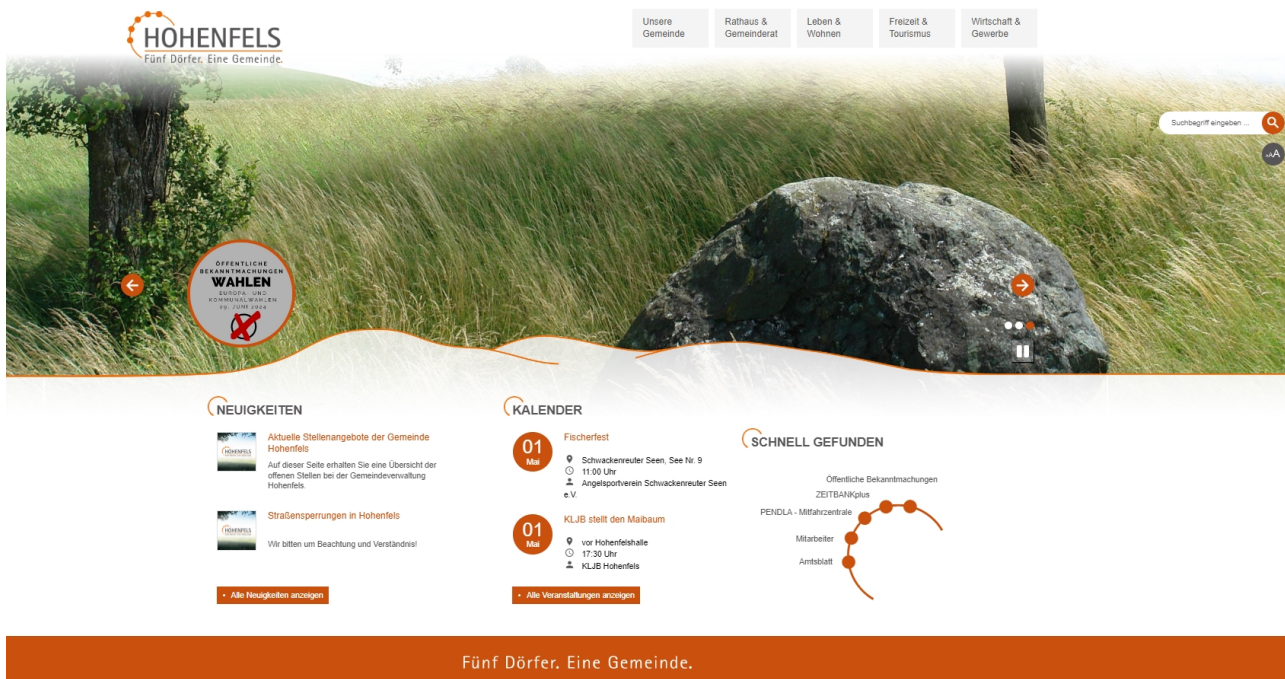 HOHENFELS
Fünf Dörfer. Eine Gemeinde.
Unsere
Gemeinde
Rathaus &
Gemeinderat
Leben &
Wohnen
Freizeit &
Tourismus
Wirtschaft &
Gewerbe
Suchbegriff eingeben ...
AAA
ÖFFENTLICHE
BEKANNTMACHUNGEN
WAHLEN
EUROPA- UND
KOMMUNALWAHLEN
09. JUNI 2024
NEUIGKEITEN
HOHENFELS
Aktuelle Stellenangebote der Gemeinde
Hohenfels
Auf dieser Seite erhalten Sie eine Übersicht der
offenen Stellen bei der Gemeindeverwaltung
Hohenfels.
HOHENFELS
Straßensperrungen in Hohenfels
Wir bitten um Beachtung und Verständnis!
• Alle Neuigkeiten anzeigen
KALENDER
01
Mai
Fischerfest
Schwackenreuter Seen, See Nr. 9
11:00 Uhr
Angelsportverein Schwackenreuter Seen
e.V.
01
Mai
KLJB stellt den Maibaum
vor Hohenfelshalle
17:30 Uhr
KLJB Hohenfels
• Alle Veranstaltungen anzeigen
SCHNELL GEFUNDEN
Öffentliche Bekanntmachungen
ZEITBANKplus
PENDLA - Mitfahrzentrale
Mitarbeiter
Amtsblatt
Fünf Dörfer. Eine Gemeinde.